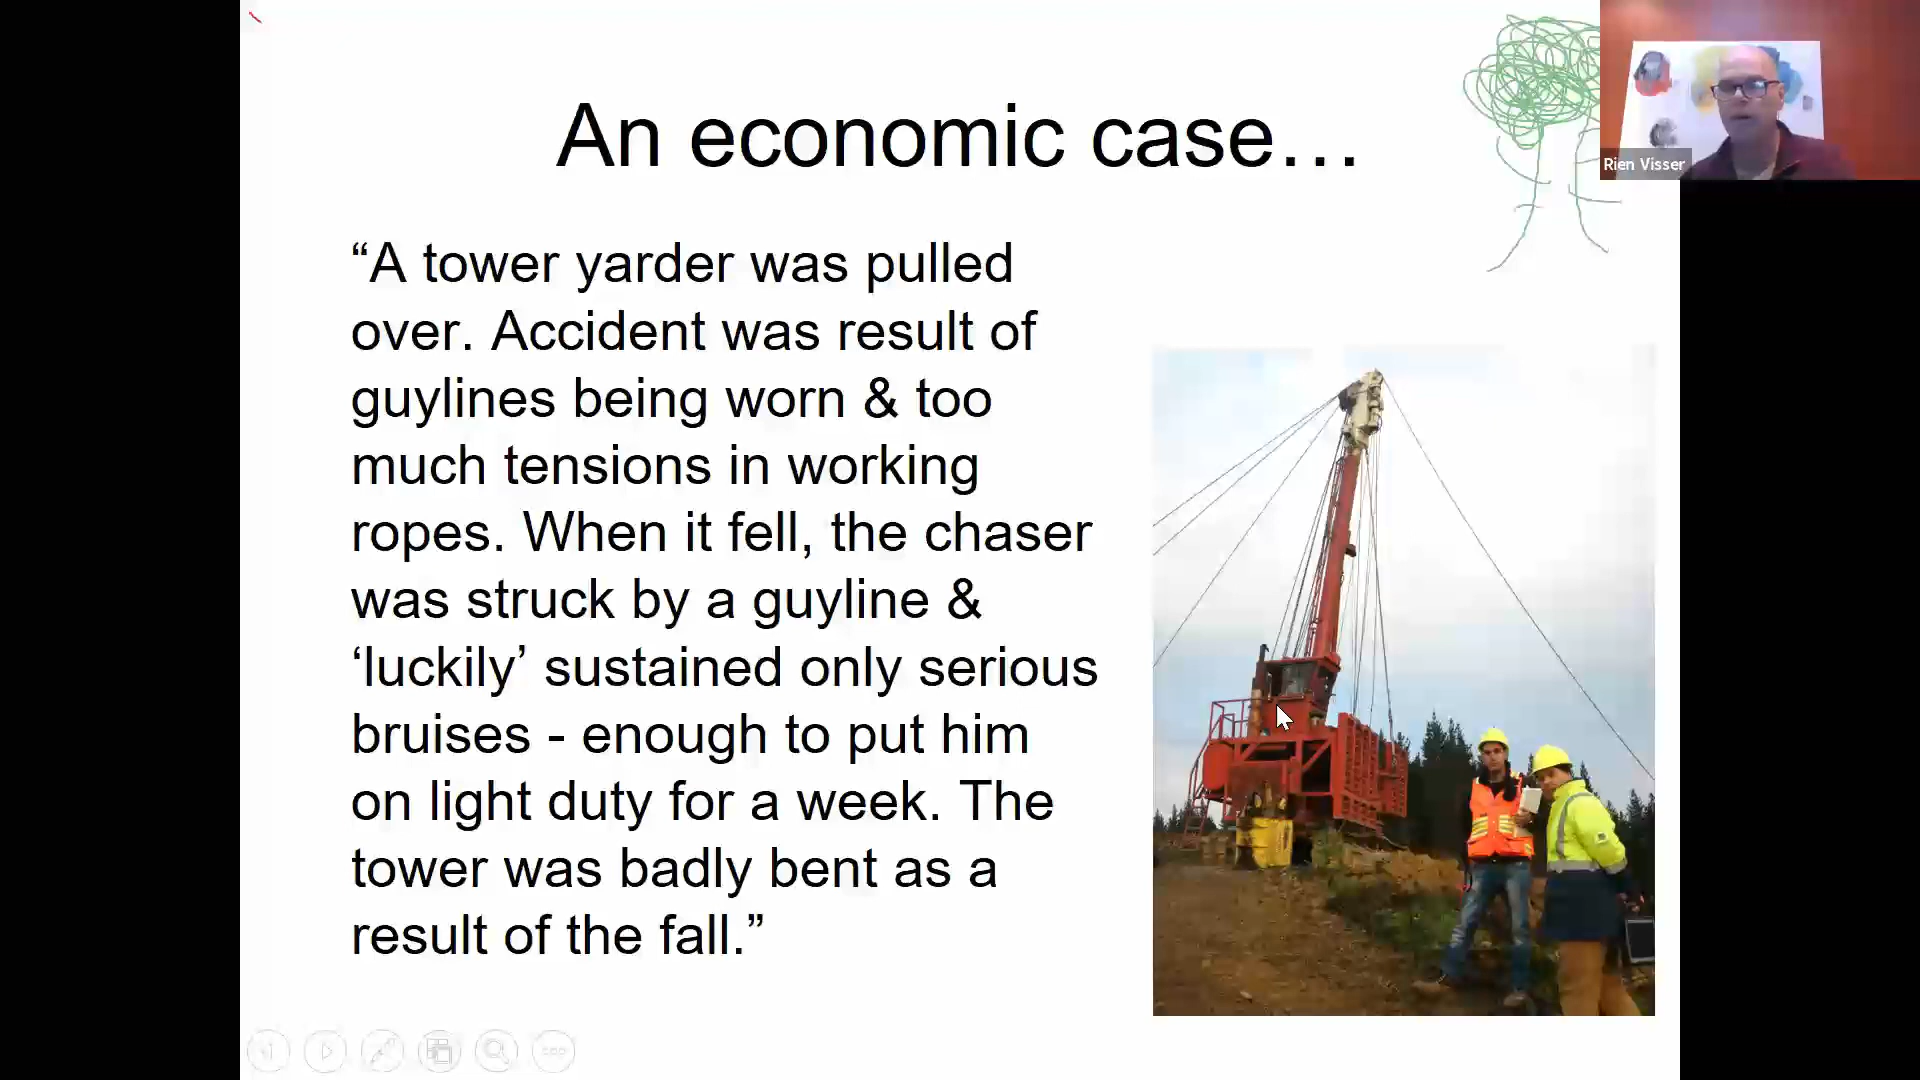 An economic case…
Rien Visser
“A tower yarder was pulled
over. Accident was result of
guylines being worn & too
much tensions in working
ropes. When it fell, the chaser
was struck by a guyline &
‘luckily’ sustained only serious
bruises - enough to put him
on light duty for a week. The
tower was badly bent as a
result of the fall.”